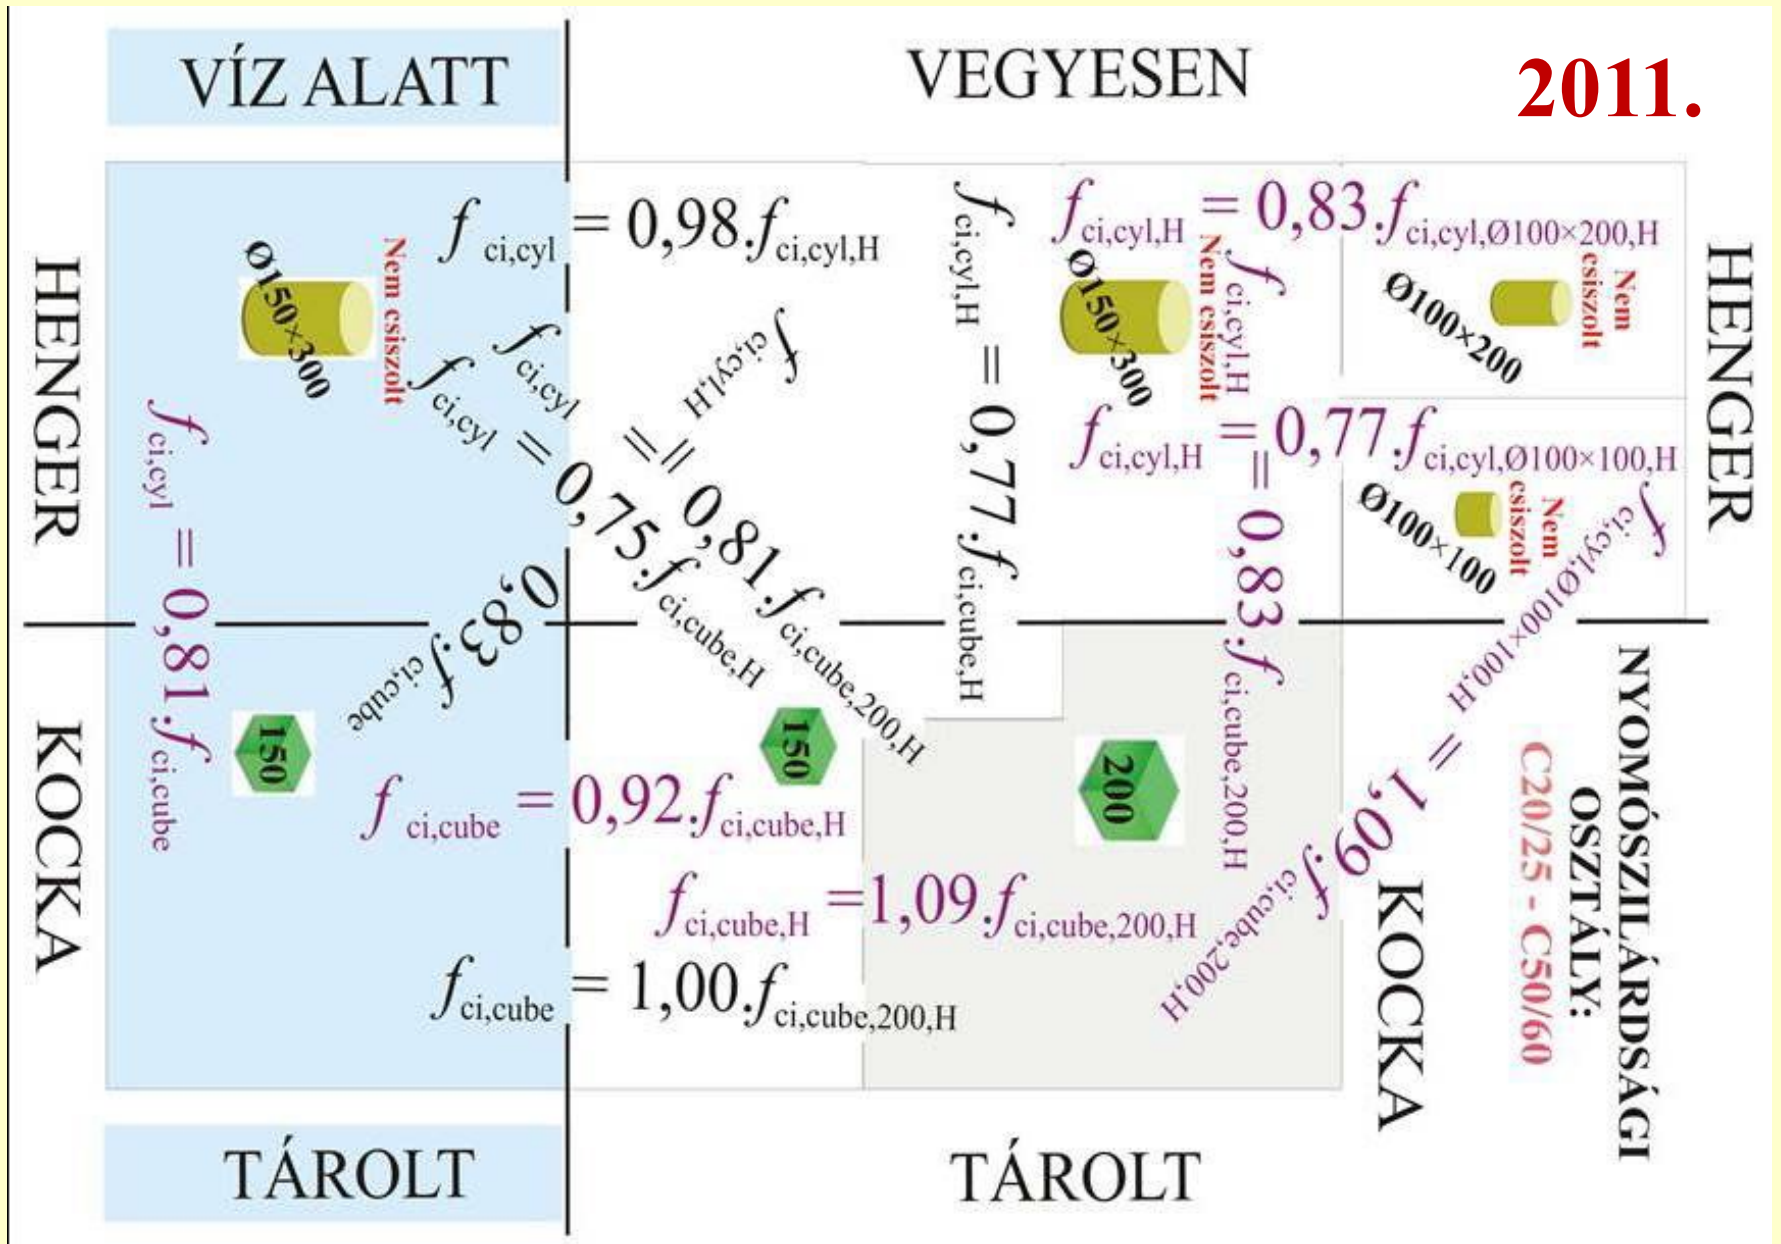 VÍZ ALATT
VEGYESEN
2011.
HENGER
Ø150×300
Nem csiszolt
f ci,cyl = 0,98.f ci,cyl,H
f ci,cyl,H = 0,77.f ci,cube,H
Ø150×300
Nem csiszolt
f ci,cyl,H = 0,83.f ci,cyl,Ø100×200,H
Ø100×200
Nem
csiszolt
HENGER
f ci,cyl = 0,81.f ci,cube
f ci,cyl = 0,75.f ci,cube,H
f ci,cyl = 0,81.f ci,cube,200,H
f ci,cyl,H = 0,83.f ci,cube
f ci,cyl,H = 0,83.f ci,cube,200,H
f ci,cyl,H = 0,77.f ci,cyl,Ø100×100,H
Ø100×100
Nem
csiszolt
f ci,cyl,Ø100×100,H = 1,09.f ci,cube,200,H
KOCKA
150
150
200
f ci,cube = 0,92.f ci,cube,H
f ci,cube,H =1,09.f ci,cube,200,H
f ci,cube = 1,00.f ci,cube,200,H
KOCKA
NYOMÓSZILÁRDSÁGI
OSZTÁLY:
C20/25 - C50/60
TÁROLT
TÁROLT